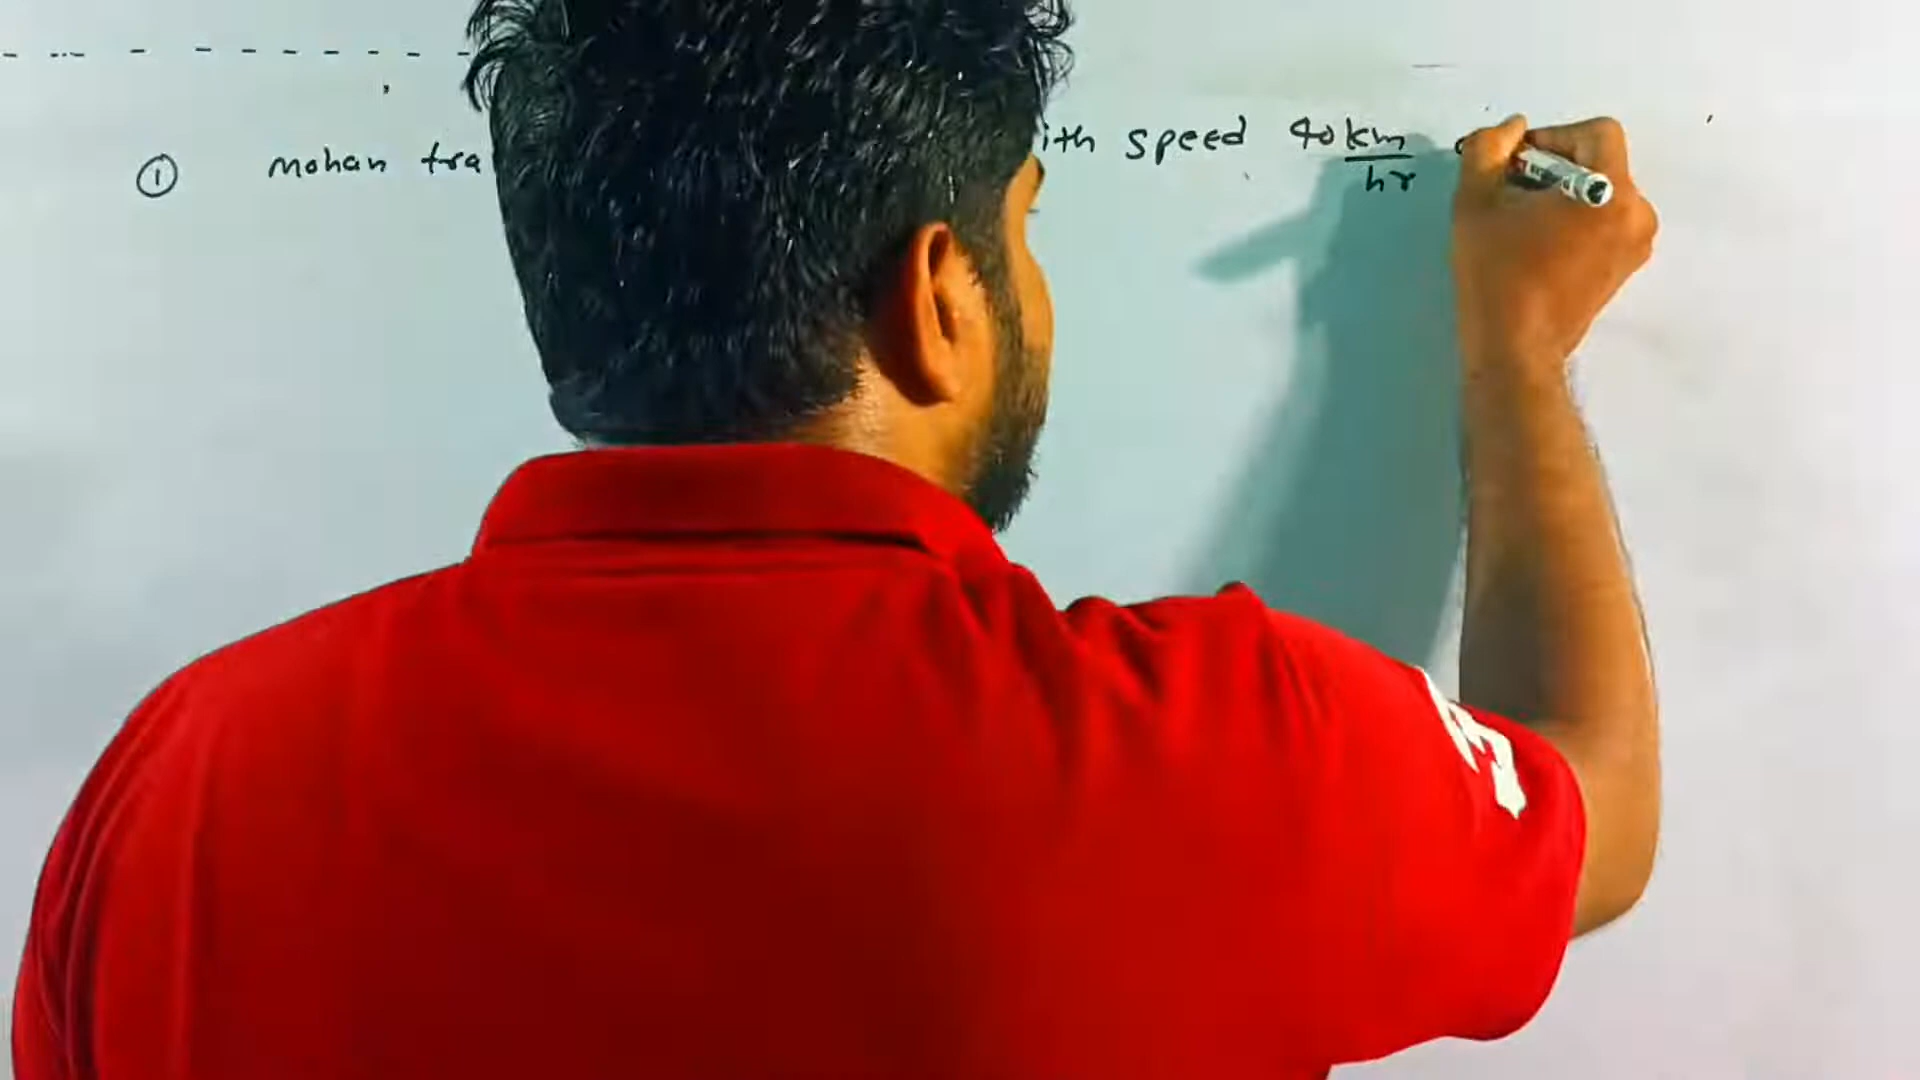 ① mohan tra ith speed 40 km/hr